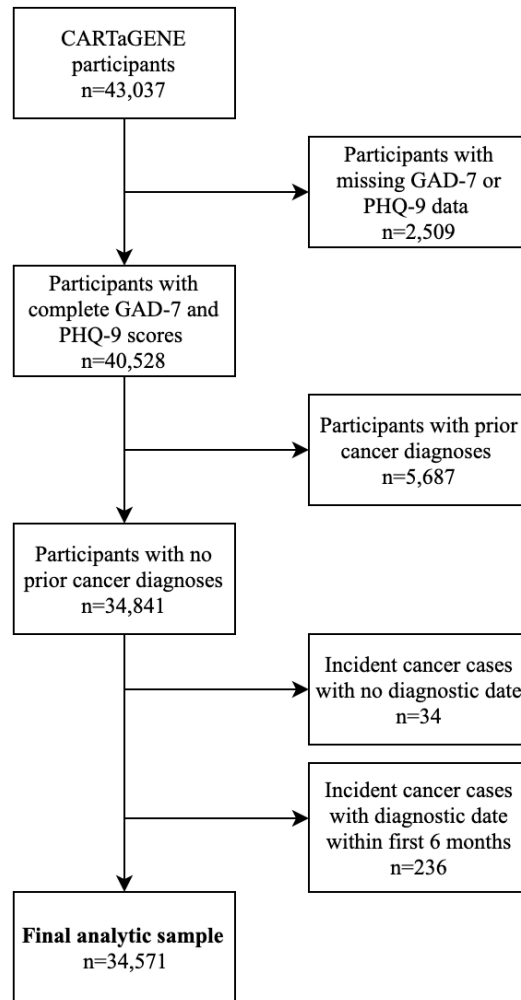 CARTaGENE
participants
n=43,037
Participants with
missing GAD-7 or
PHQ-9 data
n=2,509
Participants with
complete GAD-7 and
PHQ-9 scores
n=40,528
Participants with prior
cancer diagnoses
n=5,687
Participants with no
prior cancer diagnoses
n=34,841
Incident cancer cases
with no diagnostic date
n=34
Incident cancer cases
with diagnostic date
within first 6 months
n=236
Final analytic sample
n=34,571